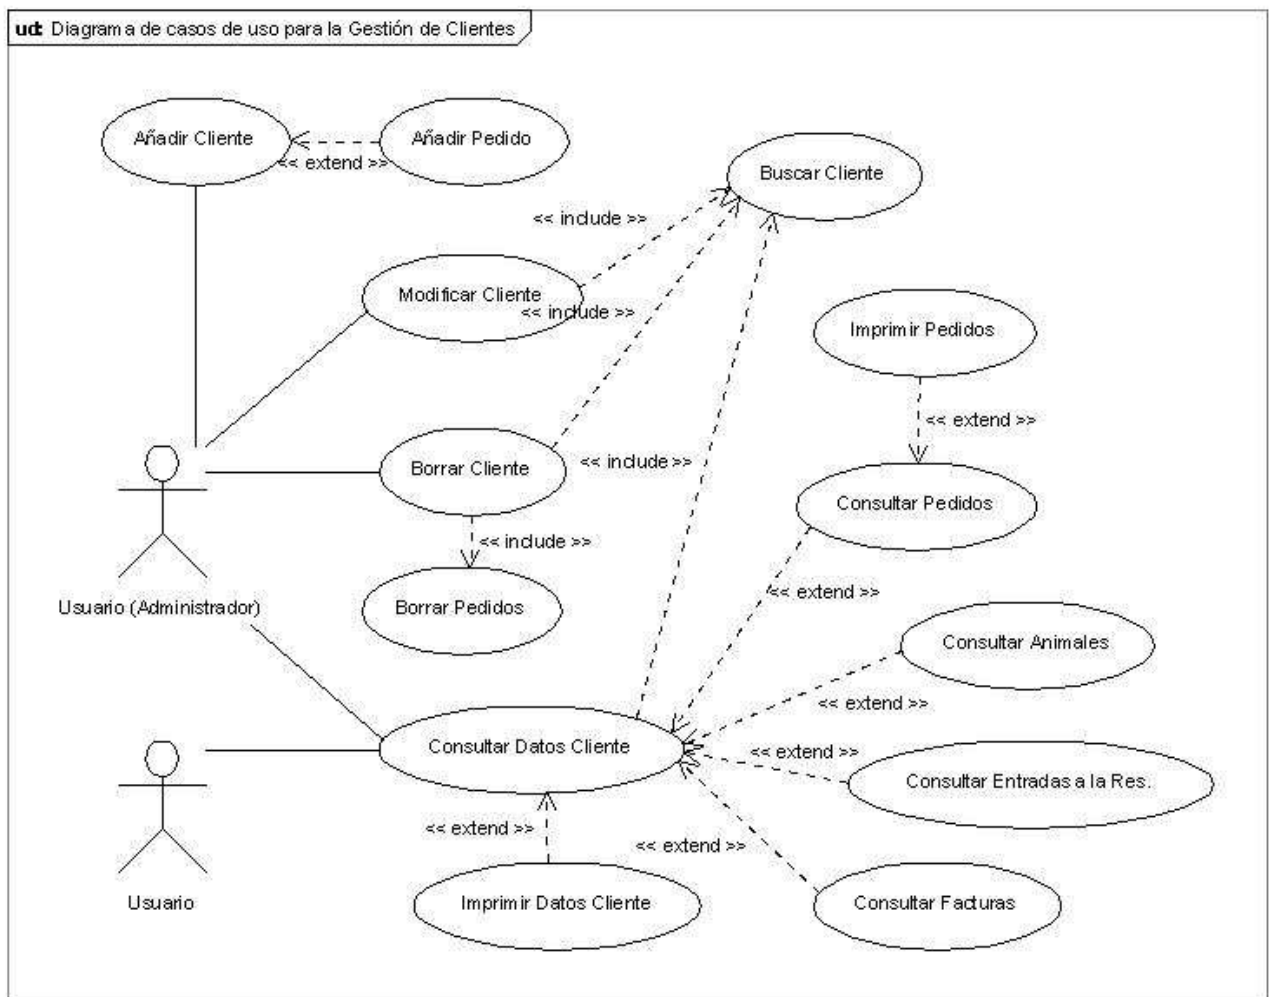 uct Diagrama de casos de uso para la Gestión de Clientes
Añadir Cliente
Añadir Pedido
<< extend >>
Buscar Cliente
<< include >>
Modificar Cliente
<< include >>
Imprimir Pedidos
<< extend >>
Borrar Cliente
<< include >>
Consultar Pedidos
<< include >>
<< extend >>
Usuario (Administrador)
Borrar Pedidos
Consultar Animales
<< extend >>
Consultar Datos Cliente
<< extend >>
Consultar Entradas a la Res.
<< extend >>
<< extend >>
Usuario
Imprimir Datos Cliente
Consultar Facturas